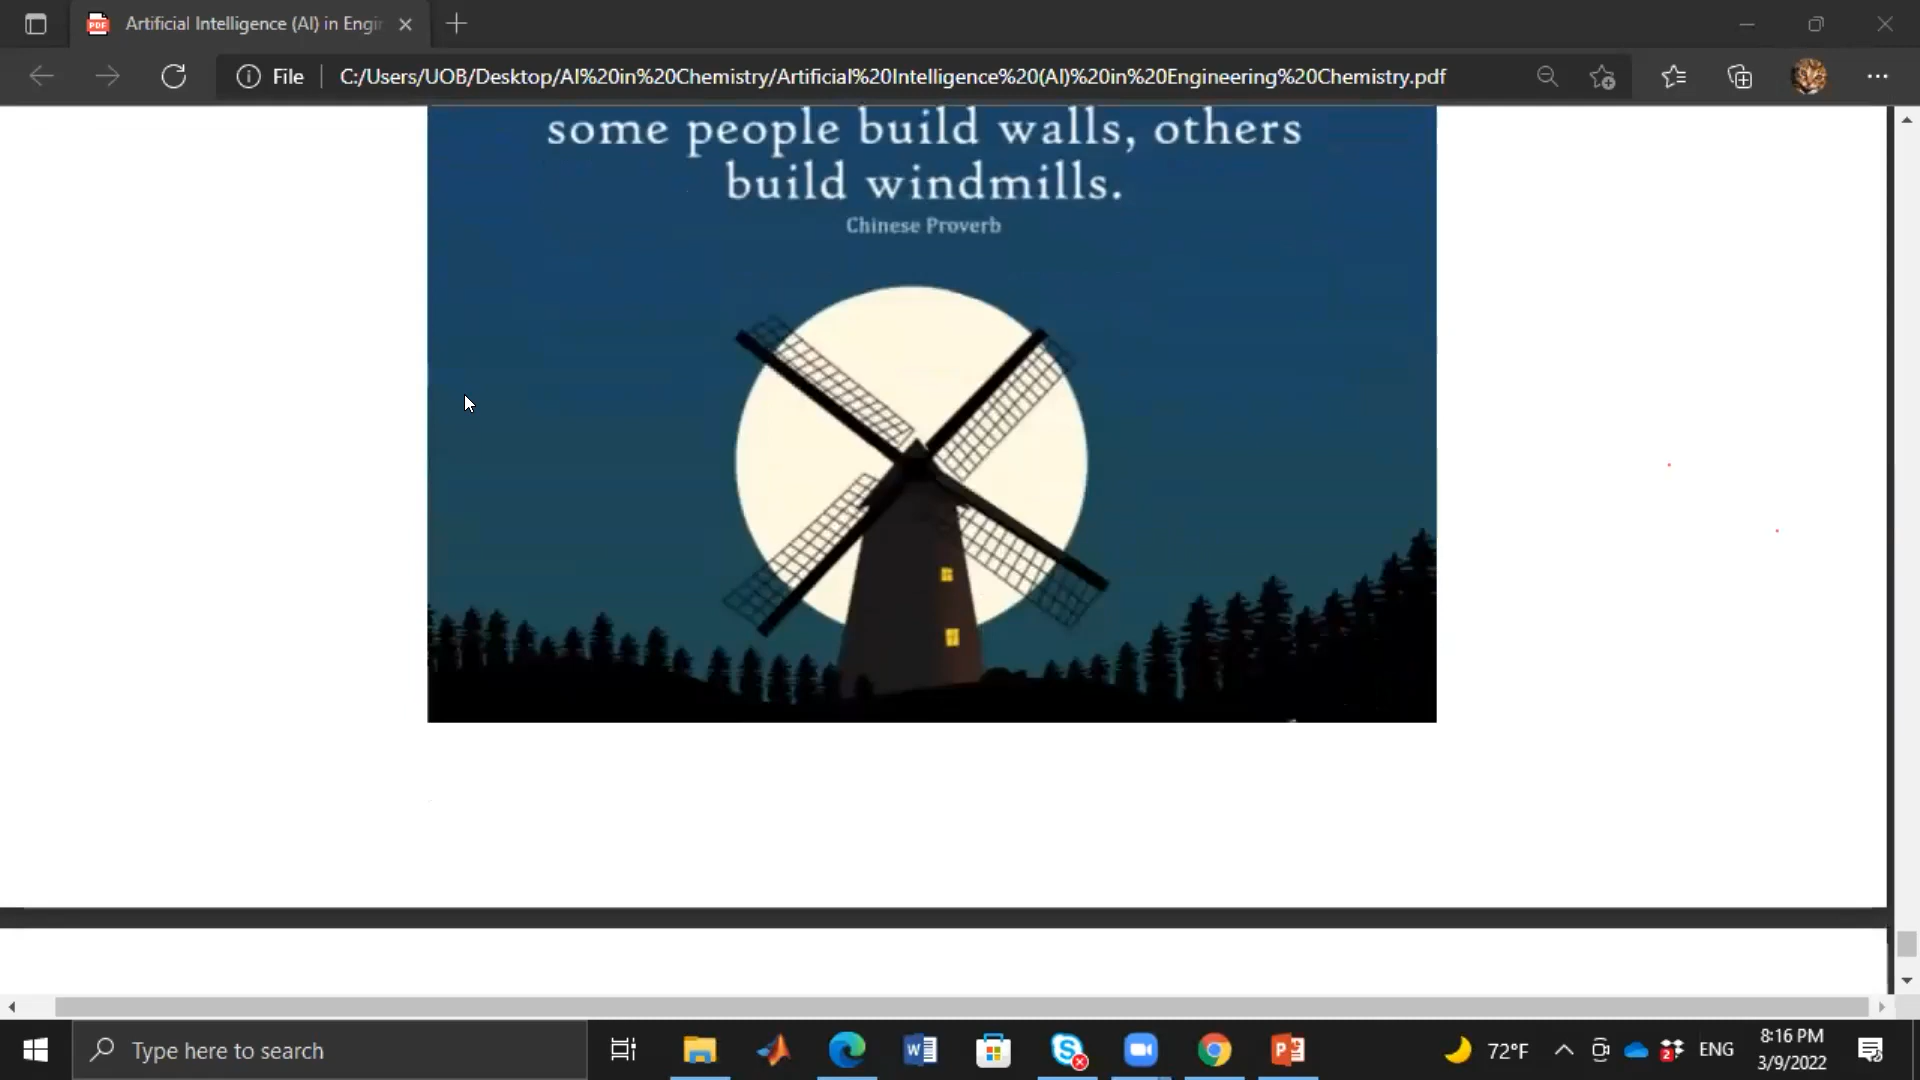 Artificial Intelligence (AI) in Engir
File
C:/Users/UOB/Desktop/AI%20in%20Chemistry/Artificial%20Intelligence%20(AI)%20in%20Engineering%20Chemistry.pdf
some people build walls, others
build windmills.
Chinese Proverb
Type here to search
72°F
ENG
8:16 PM
3/9/2022